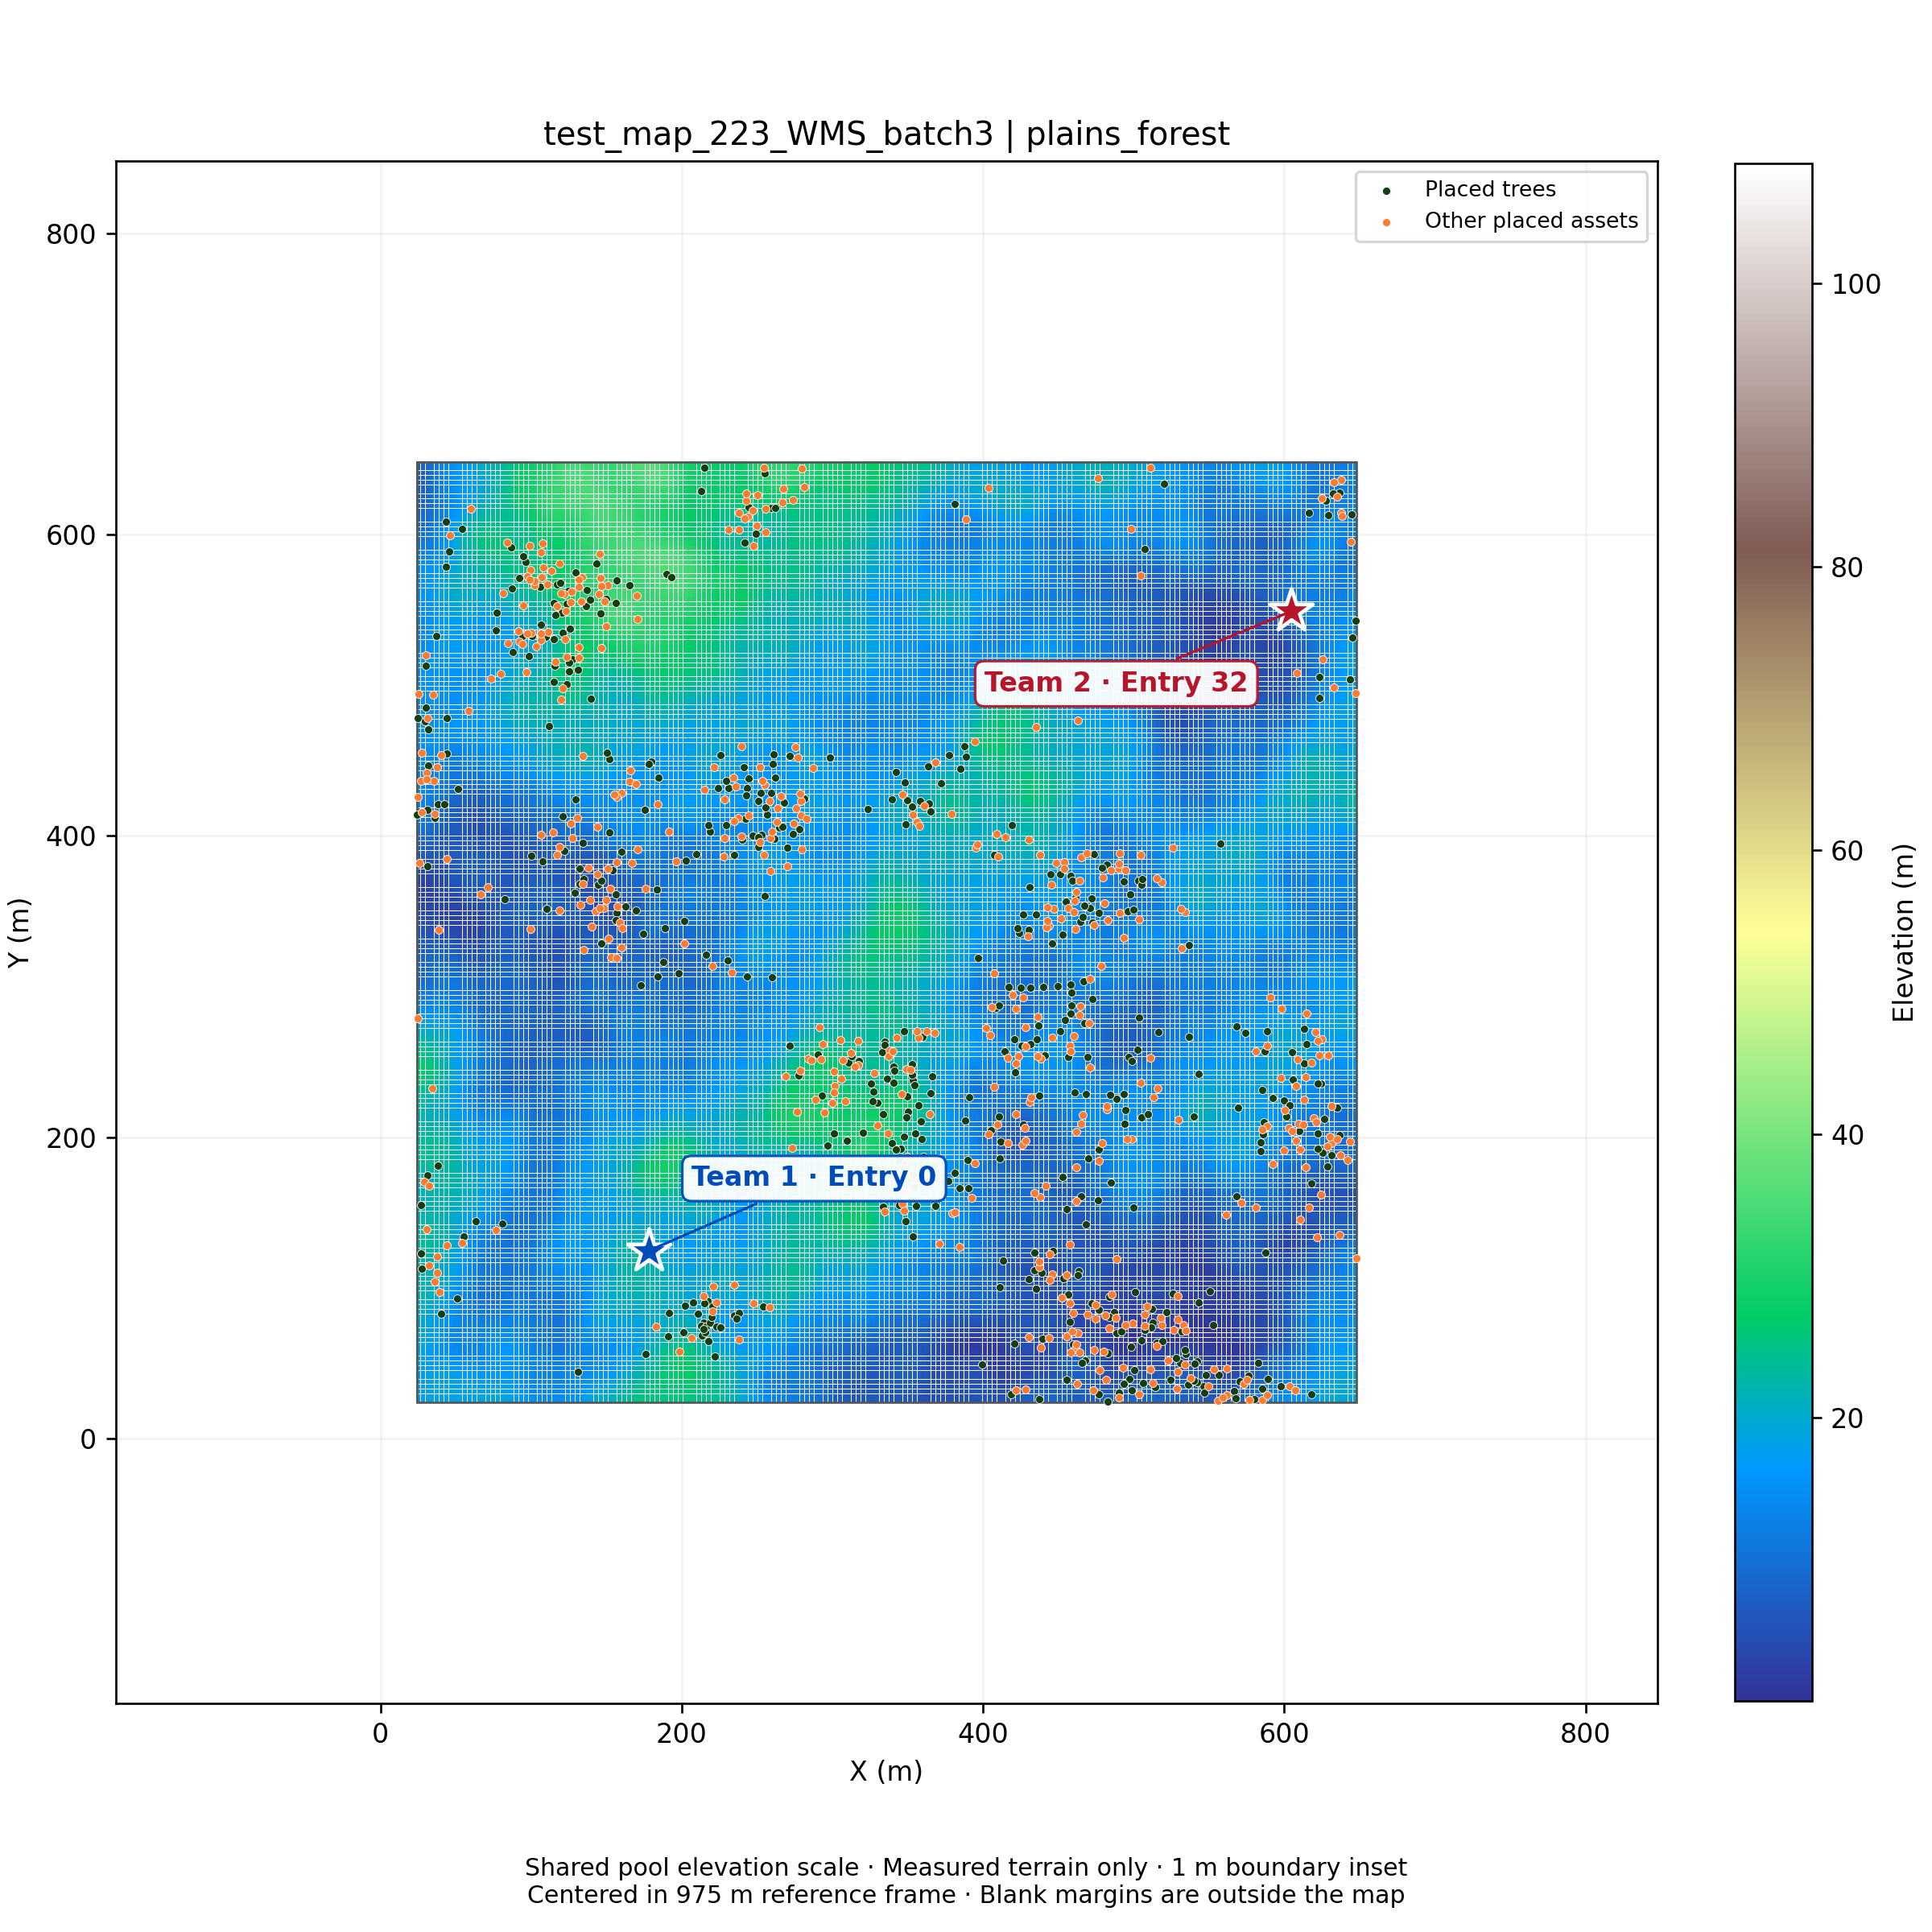 test_map_223_WMS_batch3 | plains_forest
Placed trees
Other placed assets
Team 2 · Entry 32
Team 1 · Entry 0
800
600
400
200
0
Y (m)
0
200
400
600
800
X (m)
100
80
60
40
20
Elevation (m)
Shared pool elevation scale · Measured terrain only · 1 m boundary inset
Centered in 975 m reference frame · Blank margins are outside the map